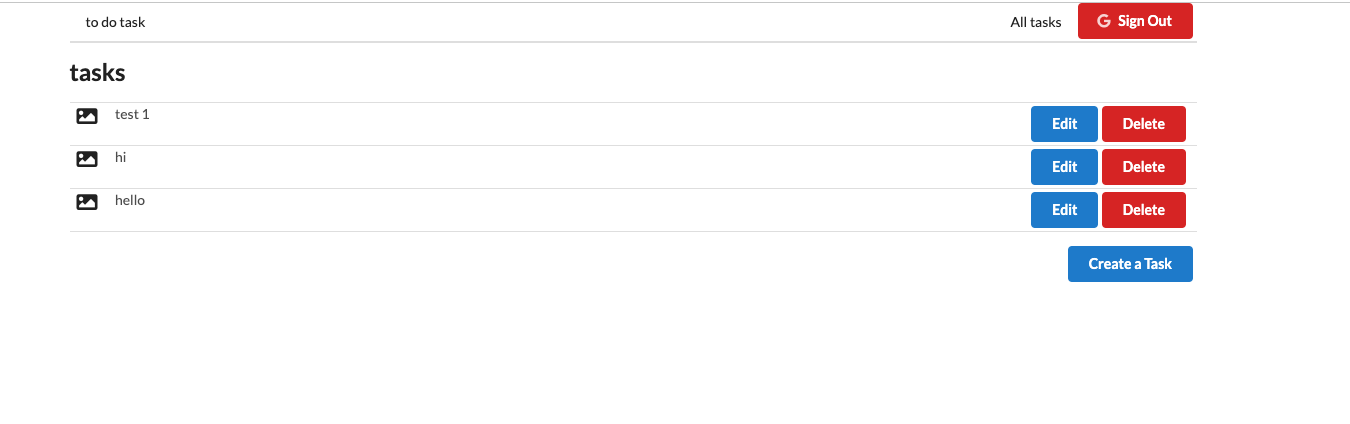 to do task All tasks Sign Out
tasks
test 1 Edit Delete
hi Edit Delete
hello Edit Delete
Create a Task